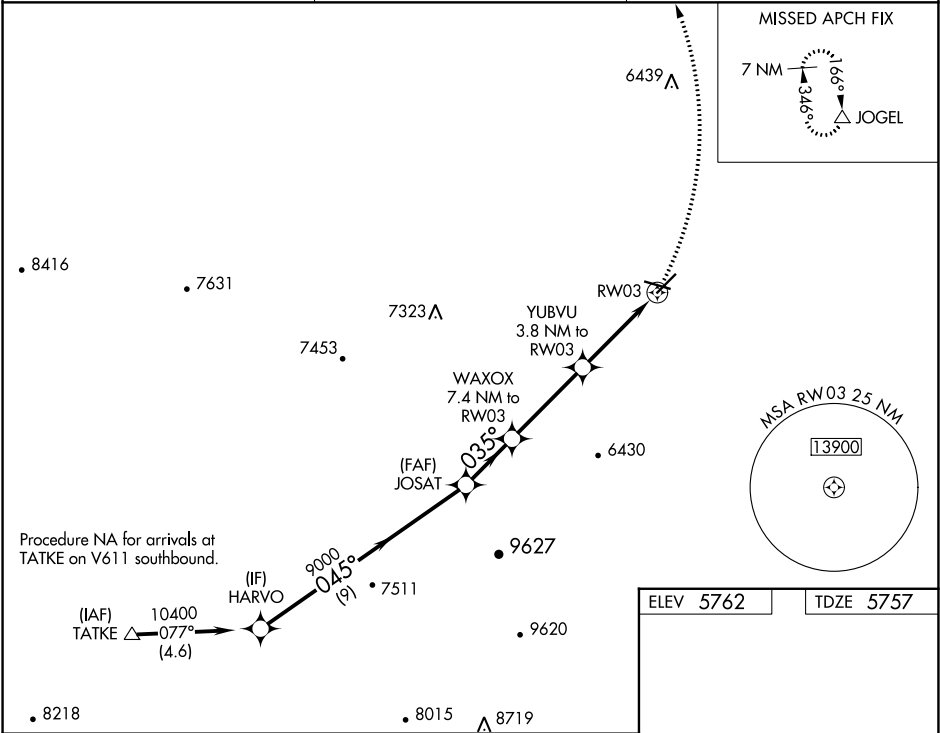 MISSED APCH FIX
7 NM
166°
346°
JOGEL
6439
8416
7631
7323
7453
RW03
YUBVU
3.8 NM to
RW03
WAXOX
7.4 NM to
RW03
035°
(FAF)
JOSAT
6430
MSA RW03 25 NM
13900
Procedure NA for arrivals at
TATKE on V611 southbound.
9627
9000
045°
(9)
7511
(IF)
HARVO
(IAF)
TATKE
10400
077°
(4.6)
9620
ELEV 5762
TDZE 5757
8218
8015
8719